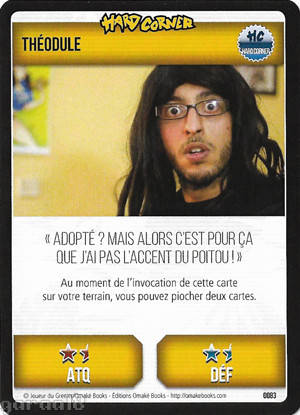 HARD CORNER
THÉODULE
HC
HARDCORNER
« ADOPTÉ ? MAIS ALORS C'EST POUR ÇA
QUE J'AI PAS L'ACCENT DU POITOU ! »
Au moment de l'invocation de cette carte
sur votre terrain, vous pouvez piocher deux cartes.
ATQ
DÉF
© Joueur du Grenier/Omaké Books - Éditions Omaké Books - http://omakebooks.com
0083